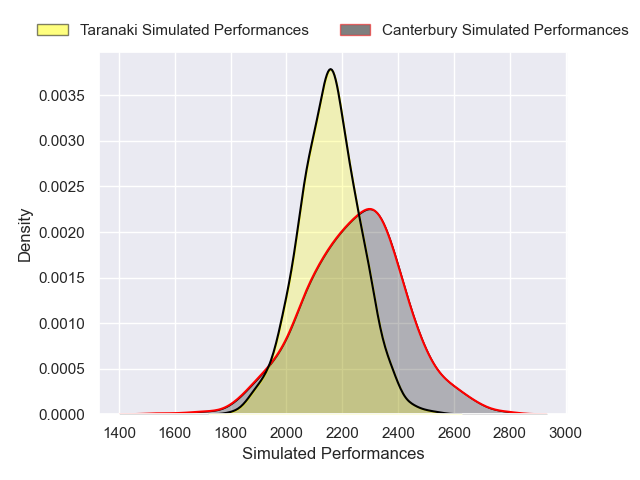 Taranaki Simulated Performances
Canterbury Simulated Performances
0.0035
0.0030
0.0025
0.0020
0.0015
0.0010
0.0005
0.0000
Density
1400 1600 1800 2000 2200 2400 2600 2800 3000
Simulated Performances